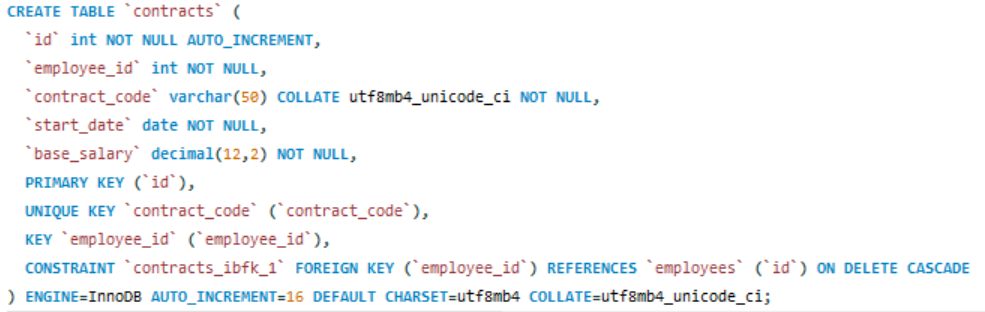 CREATE TABLE `contracts` (
  `id` int NOT NULL AUTO_INCREMENT,
  `employee_id` int NOT NULL,
  `contract_code` varchar(50) COLLATE utf8mb4_unicode_ci NOT NULL,
  `start_date` date NOT NULL,
  `base_salary` decimal(12,2) NOT NULL,
  PRIMARY KEY (`id`),
  UNIQUE KEY `contract_code` (`contract_code`),
  KEY `employee_id` (`employee_id`),
  CONSTRAINT `contracts_ibfk_1` FOREIGN KEY (`employee_id`) REFERENCES `employees` (`id`) ON DELETE CASCADE
) ENGINE=InnoDB AUTO_INCREMENT=16 DEFAULT CHARSET=utf8mb4 COLLATE=utf8mb4_unicode_ci;